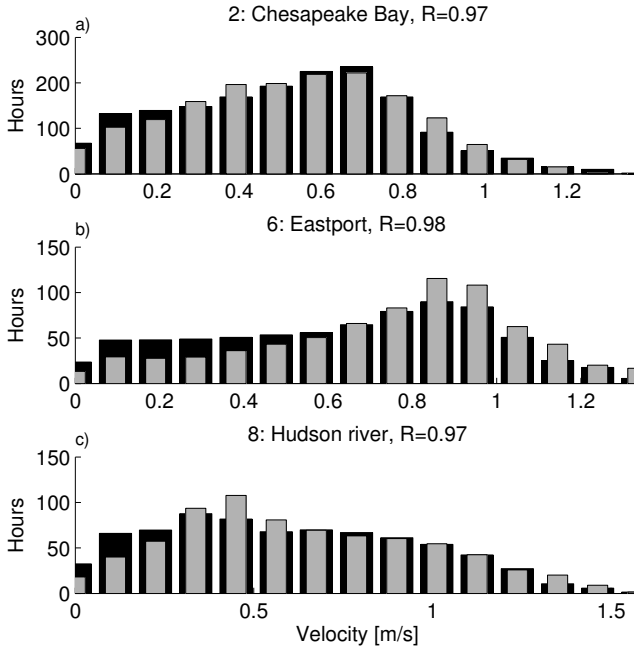 a)
2: Chesapeake Bay, R=0.97
300
200
100
0
Hours
0 0.2 0.4 0.6 0.8 1 1.2
b)
6: Eastport, R=0.98
150
100
50
0
Hours
0 0.2 0.4 0.6 0.8 1 1.2
c)
8: Hudson river, R=0.97
150
100
50
0
Hours
0 0.5 1 1.5
Velocity [m/s]